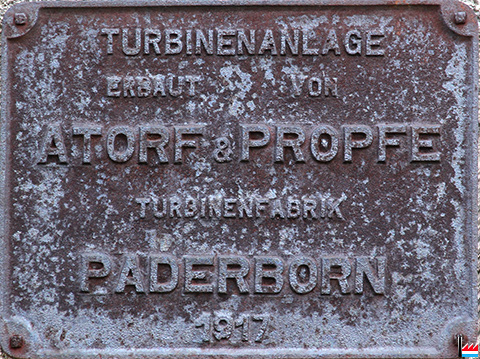 TURBINENANLAGE
ERBAUT VON
ATORF & PROPFE
TURBINENFABRIK
PADERBORN
1917